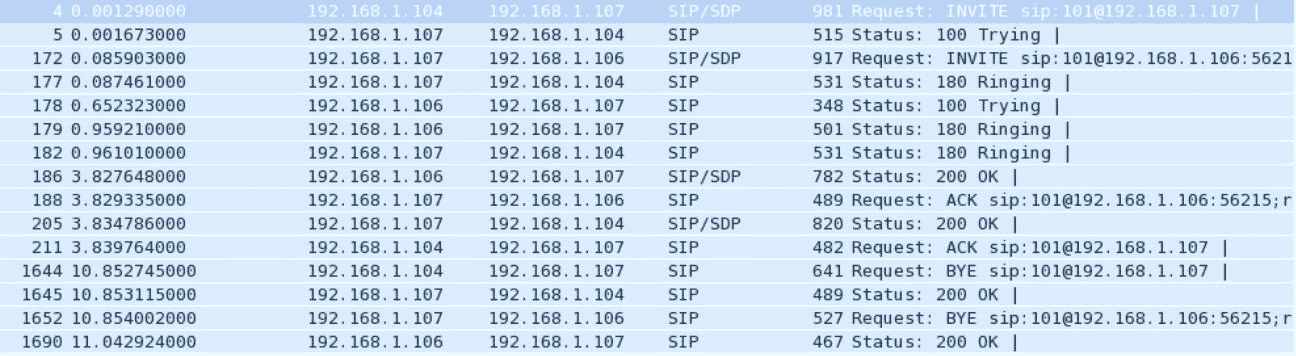 4 0.001290000 192.168.1.104 192.168.1.107 SIP/SDP 981 Request: INVITE sip:101@192.168.1.107 |
5 0.001673000 192.168.1.107 192.168.1.104 SIP 515 Status: 100 Trying |
172 0.085903000 192.168.1.107 192.168.1.106 SIP/SDP 917 Request: INVITE sip:101@192.168.1.106:5621
177 0.087461000 192.168.1.107 192.168.1.104 SIP 531 Status: 180 Ringing |
178 0.652323000 192.168.1.106 192.168.1.107 SIP 348 Status: 100 Trying |
179 0.959210000 192.168.1.106 192.168.1.107 SIP 501 Status: 180 Ringing |
182 0.961010000 192.168.1.107 192.168.1.104 SIP 531 Status: 180 Ringing |
186 3.827648000 192.168.1.106 192.168.1.107 SIP/SDP 782 Status: 200 OK |
188 3.829335000 192.168.1.107 192.168.1.106 SIP 489 Request: ACK sip:101@192.168.1.106:56215;r
205 3.834786000 192.168.1.107 192.168.1.104 SIP/SDP 820 Status: 200 OK |
211 3.839764000 192.168.1.104 192.168.1.107 SIP 482 Request: ACK sip:101@192.168.1.107 |
1644 10.852745000 192.168.1.104 192.168.1.107 SIP 641 Request: BYE sip:101@192.168.1.107 |
1645 10.853115000 192.168.1.107 192.168.1.104 SIP 489 Status: 200 OK |
1652 10.854002000 192.168.1.107 192.168.1.106 SIP 527 Request: BYE sip:101@192.168.1.106:56215;r
1690 11.042924000 192.168.1.106 192.168.1.107 SIP 467 Status: 200 OK |